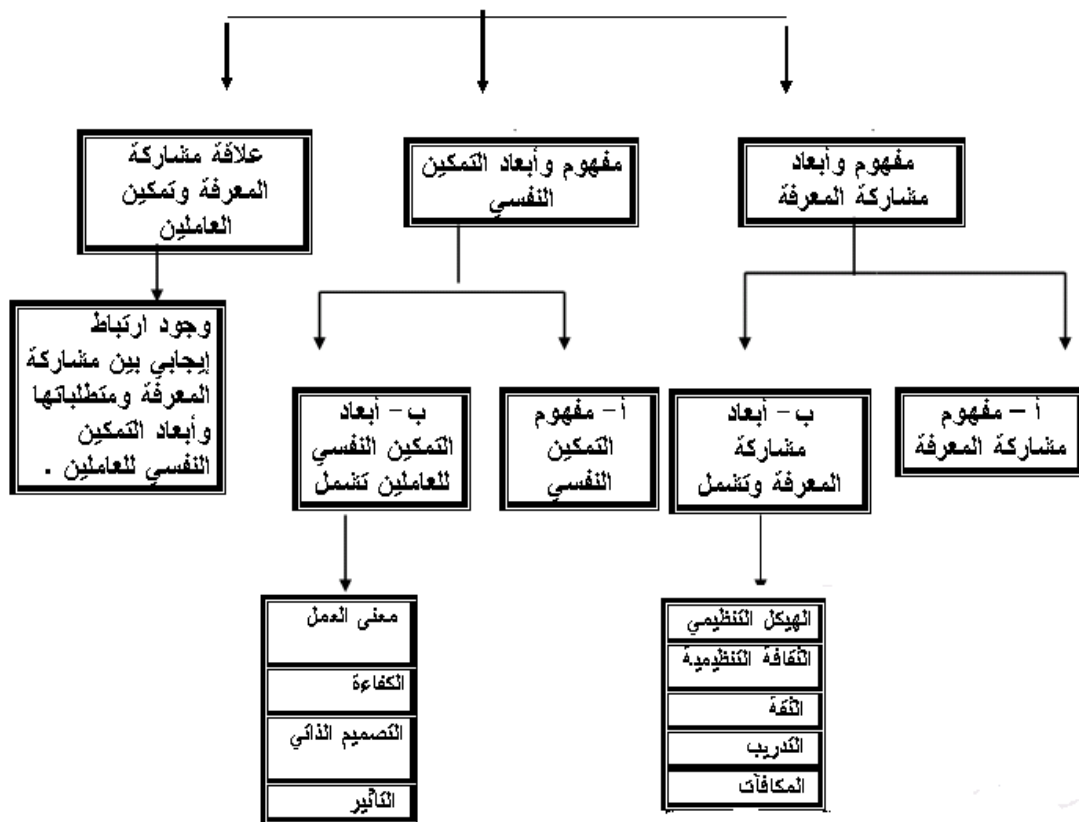 مفهوم وأبعاد
مشاركة المعرفة
مفهوم وأبعاد التمكين
النفسي
علاقة مشاركة
المعرفة وتمكين
العاملين
أ – مفهوم
مشاركة المعرفة
ب – أبعاد
مشاركة
المعرفة وتشمل
أ – مفهوم
التمكين
النفسي
ب – أبعاد
التمكين النفسي
للعاملين تشمل
وجود ارتباط
إيجابي بين مشاركة
المعرفة ومتطلباتها
وأبعاد التمكين
النفسي للعاملين .
الهيكل التنظيمي
الثقافة التنظيمية
الثقة
التدريب
المكافآت
معنى العمل
الكفاءة
التصميم الذاتي
التأثير